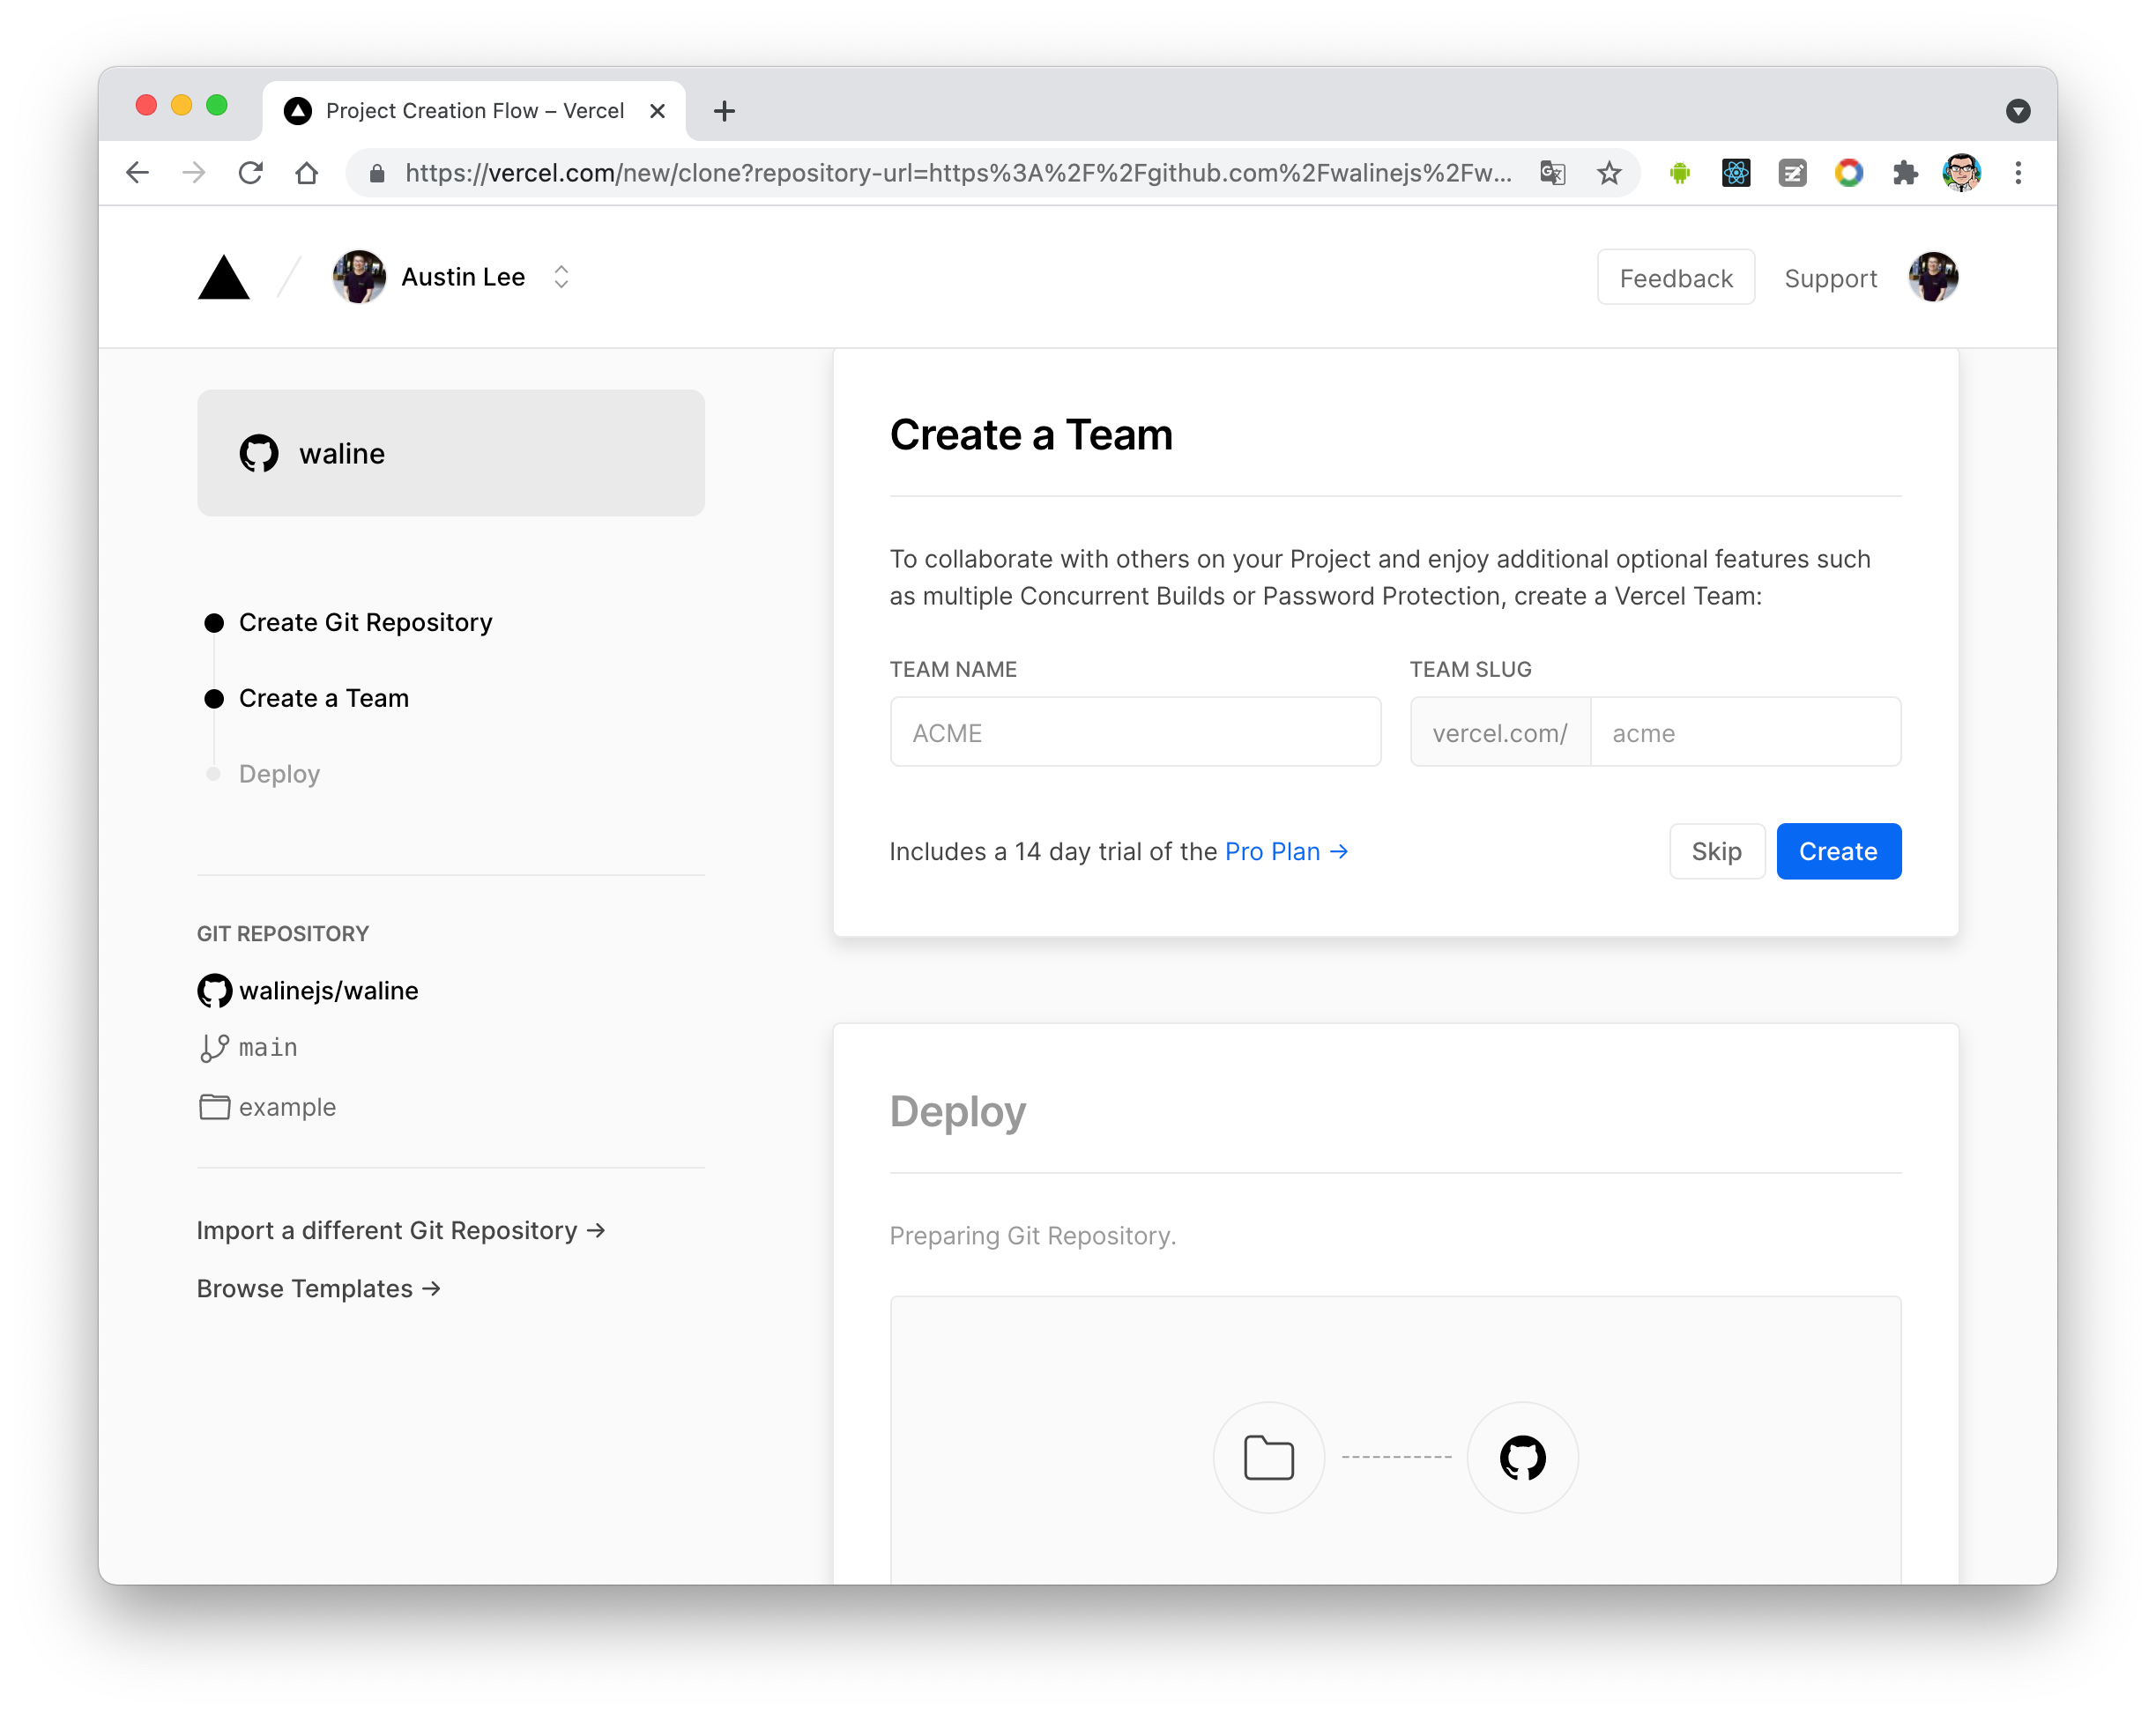 Project Creation Flow – Vercel
https://vercel.com/new/clone?repository-url=https%3A%2F%2Fgithub.com%2Fwalinejs%2Fw...
Austin Lee
Feedback
Support
waline
Create Git Repository
Create a Team
Deploy
GIT REPOSITORY
walinejs/waline
main
example
Import a different Git Repository →
Browse Templates →
Create a Team
To collaborate with others on your Project and enjoy additional optional features such
as multiple Concurrent Builds or Password Protection, create a Vercel Team:
TEAM NAME
ACME
TEAM SLUG
vercel.com/
acme
Includes a 14 day trial of the Pro Plan →
Skip
Create
Deploy
Preparing Git Repository.